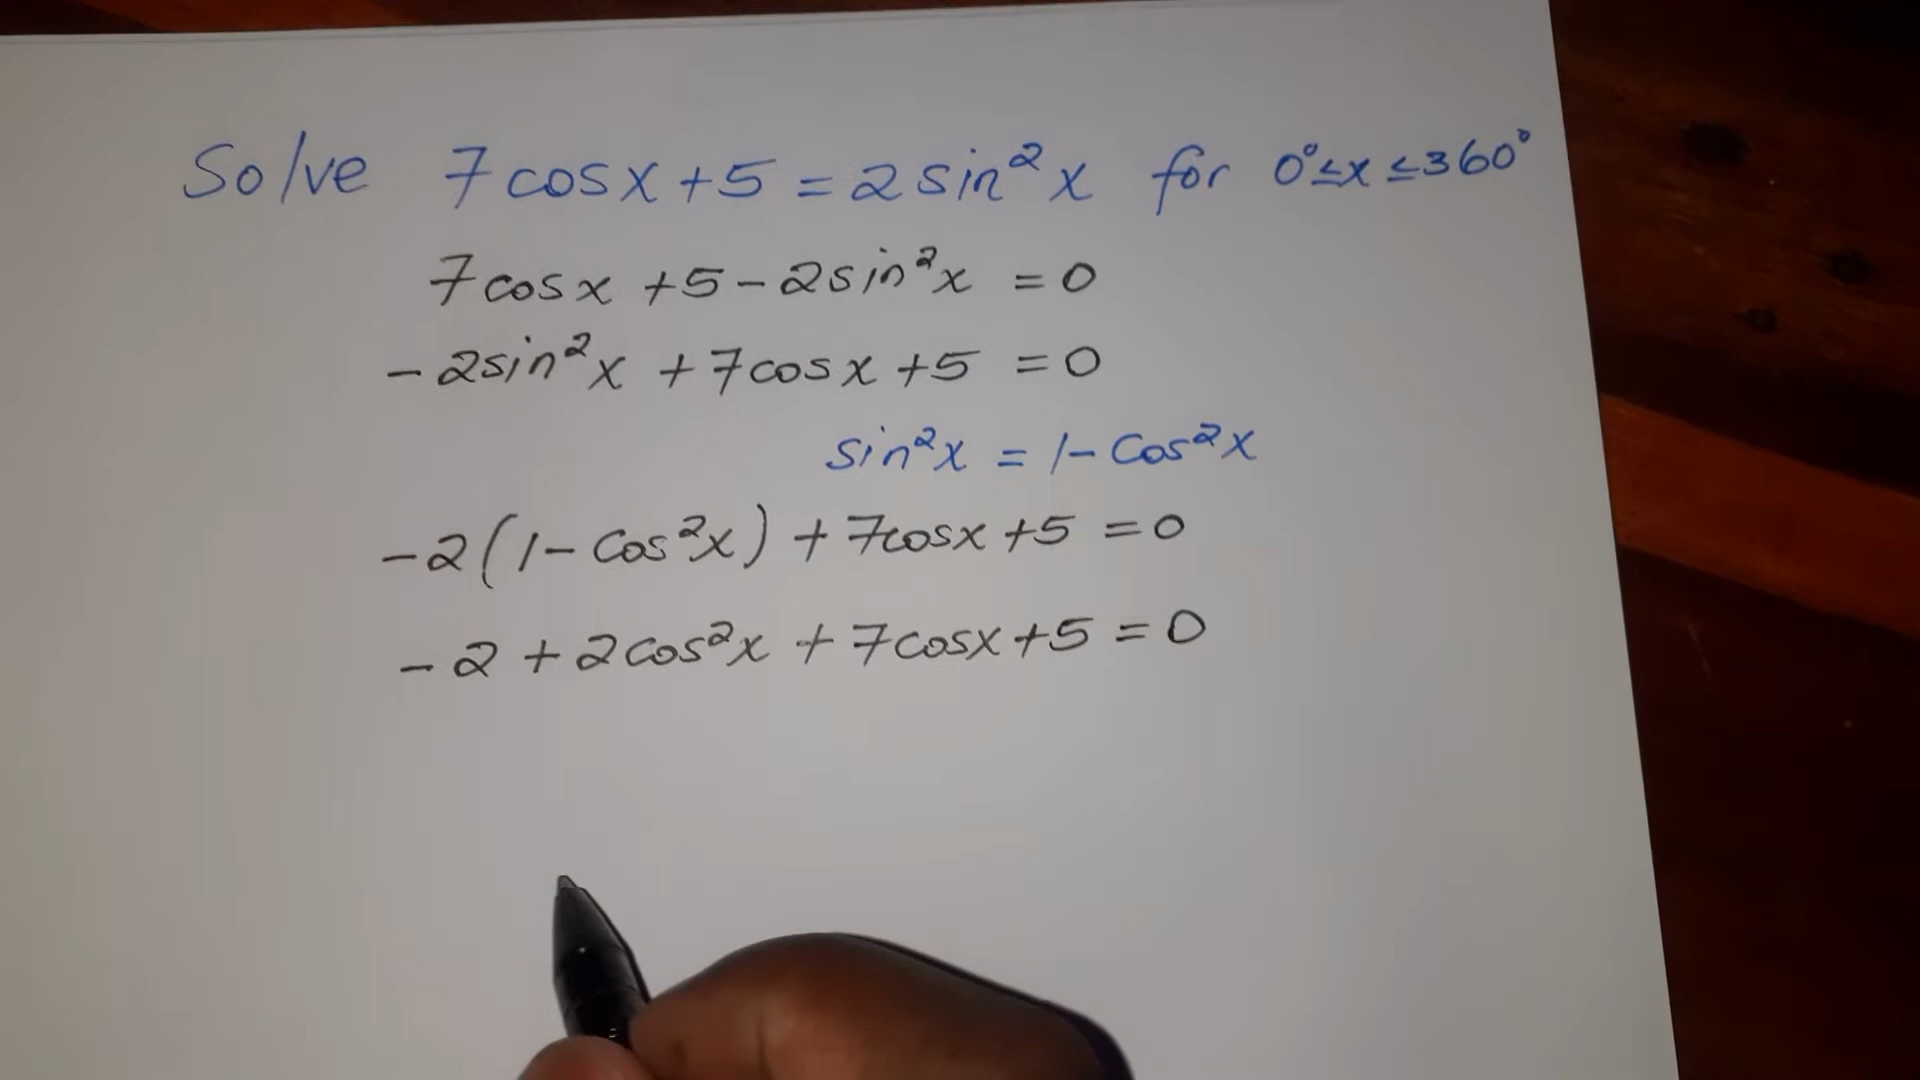 Solve 7cosx+5=2sin²x for 0°≤x≤360°
7cosx+5-2sin²x=0
-2sin²x+7cosx+5=0
sin²x=1-Cos²x
-2(1-Cos²x)+7cosx+5=0
-2+2cos²x+7cosx+5=0